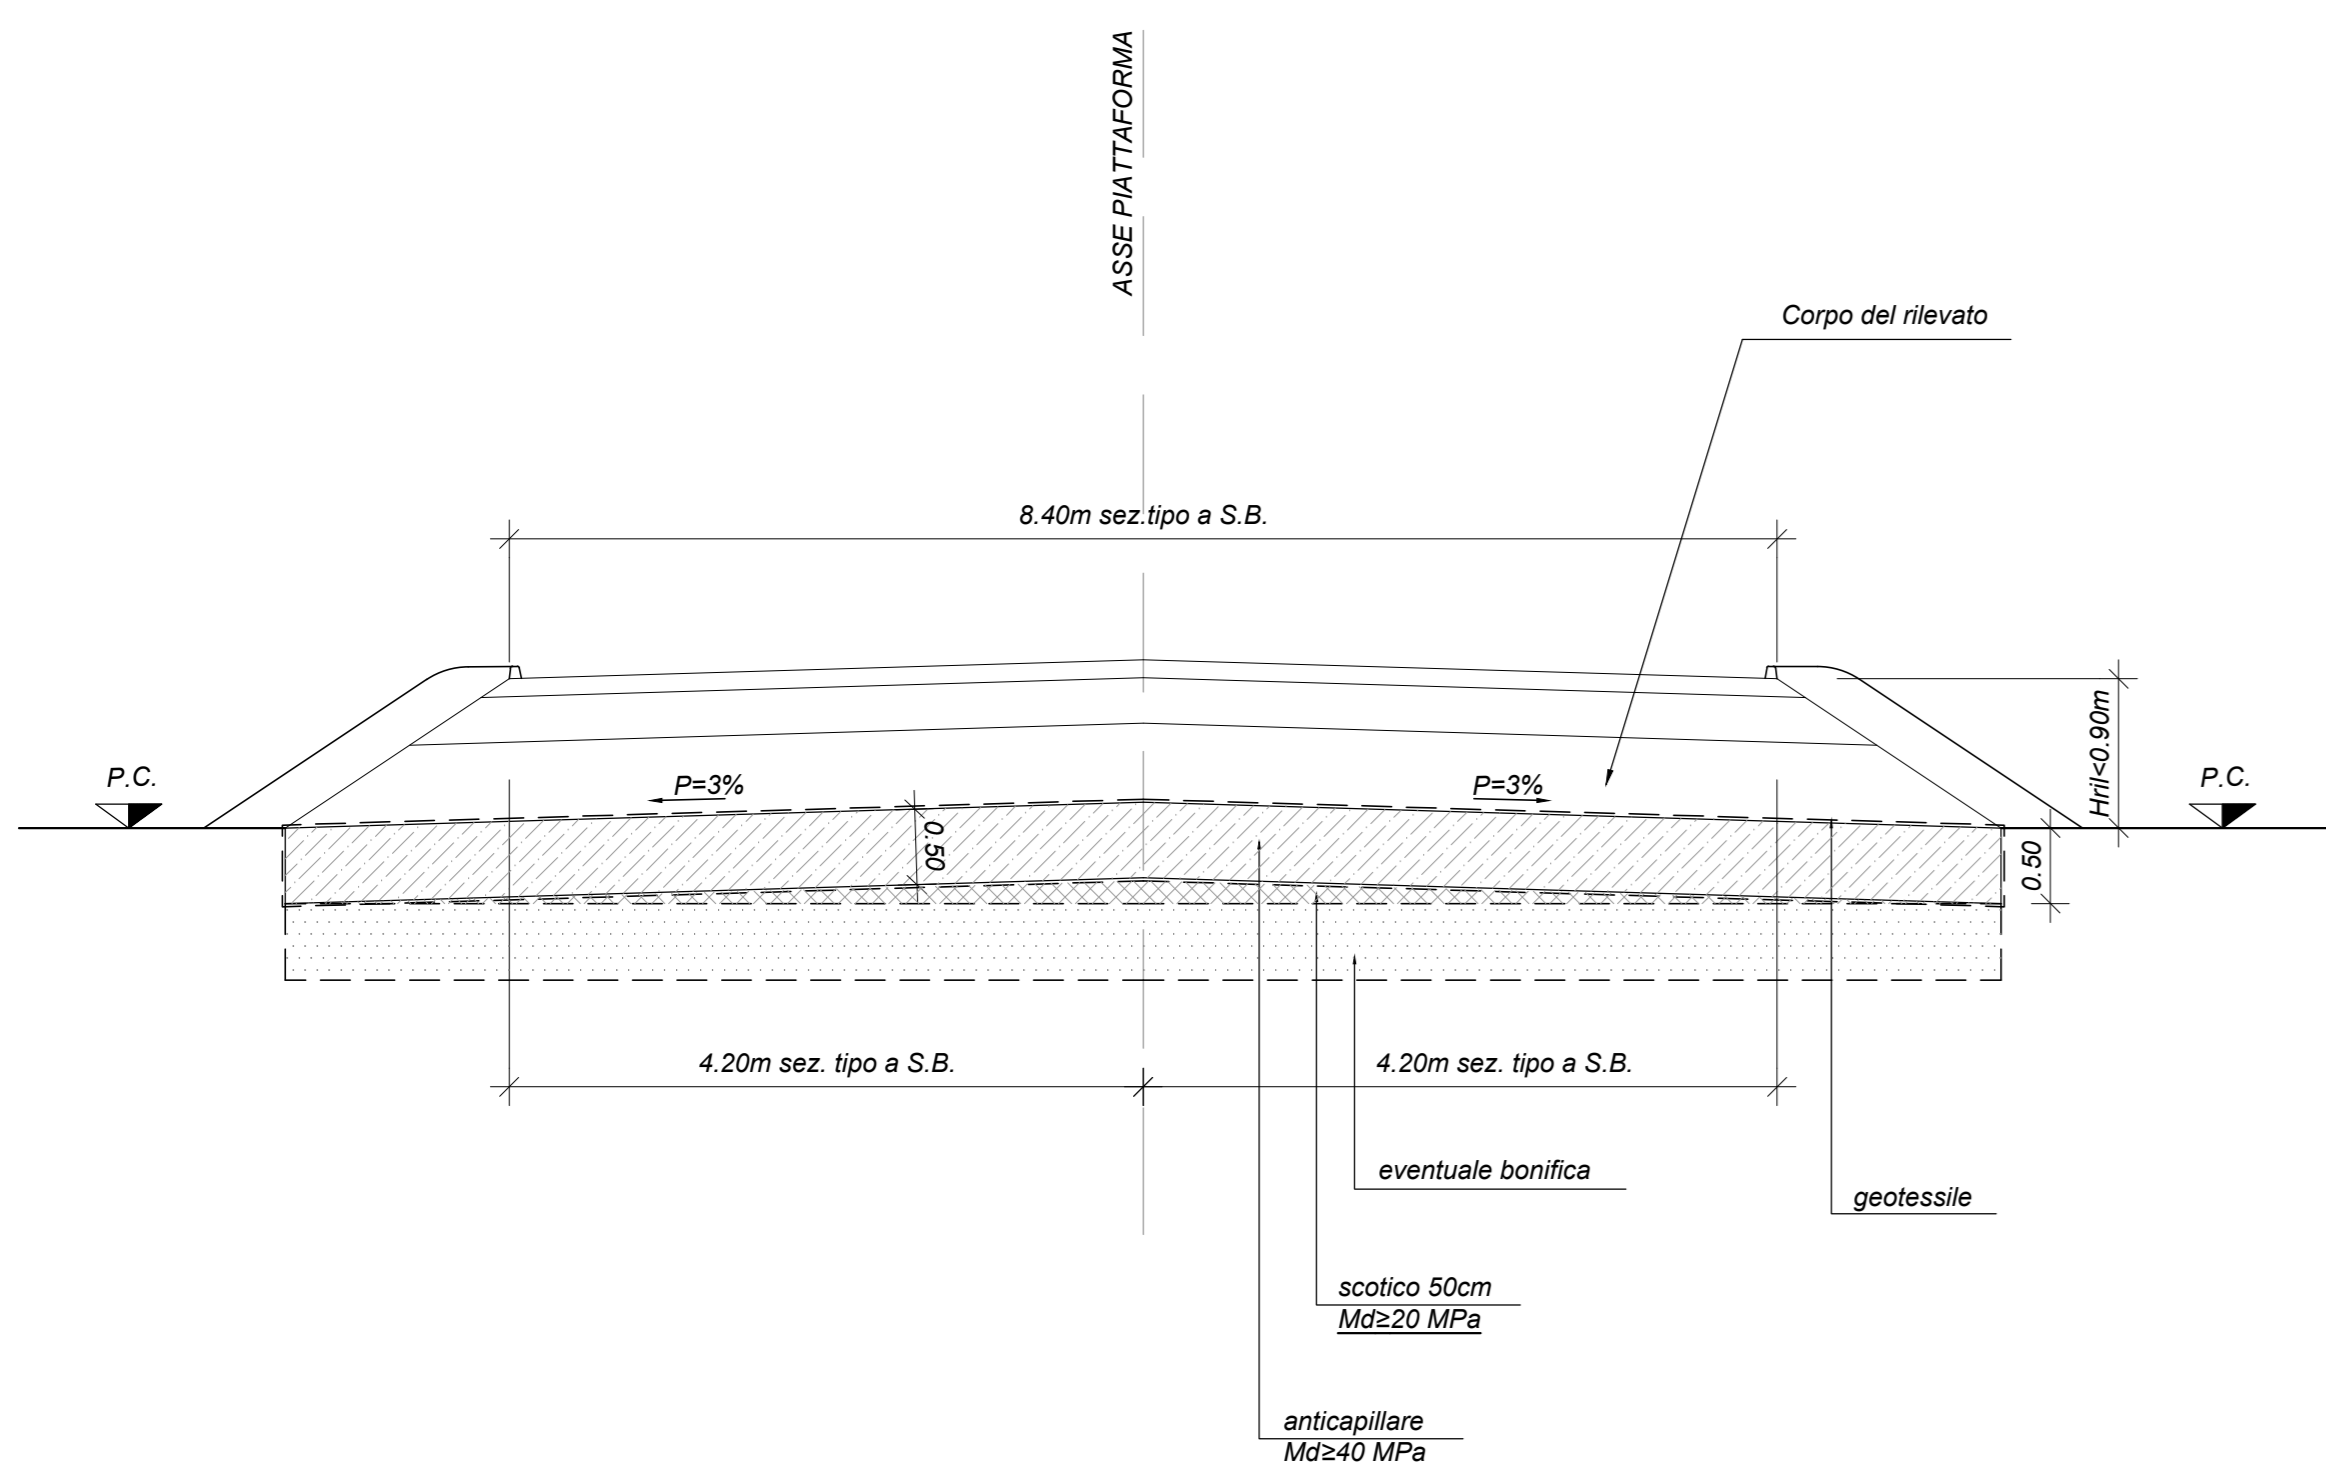 ASSE PIATTAFORMA
Corpo del rilevato
8.40m sez.tipo a S.B.
Hril<0.90m
P.C.
P=3%
P=3%
P.C.
0.50
0.50
4.20m sez. tipo a S.B.
4.20m sez. tipo a S.B.
eventuale bonifica
geotessile
scotico 50cm
Md≥20 MPa
anticapillare
Md≥40 MPa